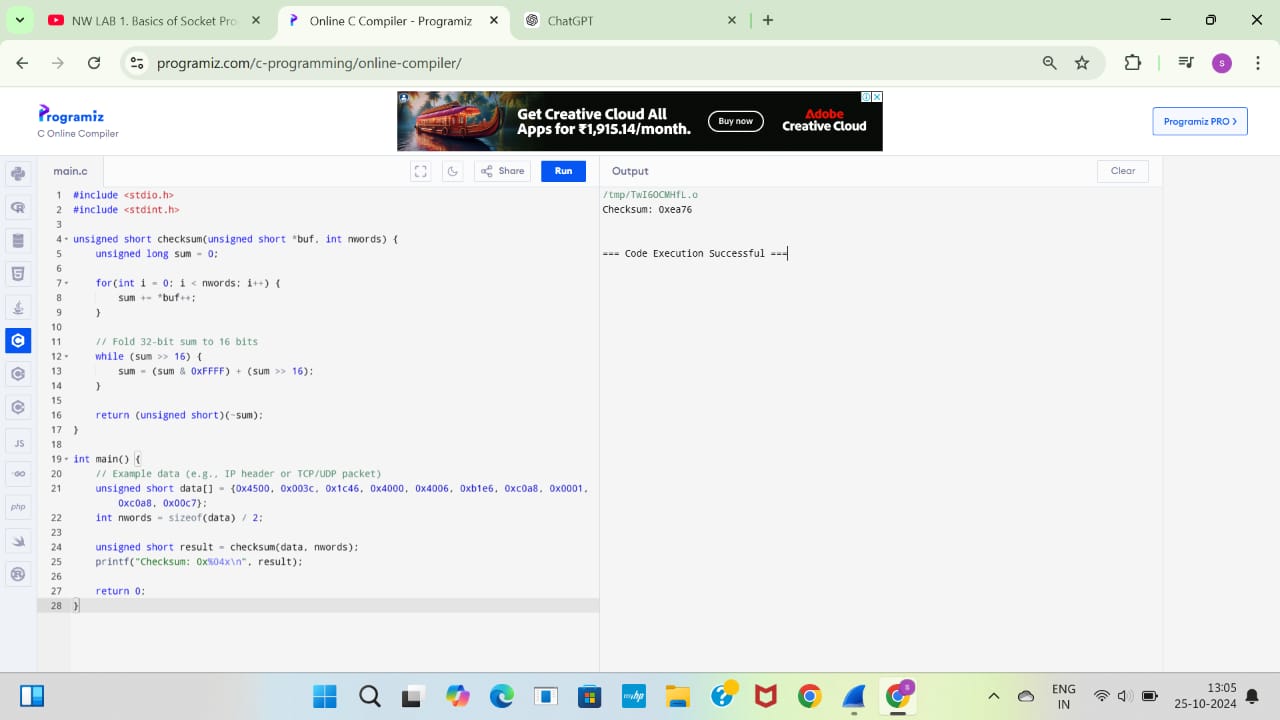 NW LAB 1. Basics of Socket Pro
Online C Compiler - Programiz
ChatGPT
programiz.com/c-programming/online-compiler/
s
Programiz
C Online Compiler
Get Creative Cloud All
Apps for ₹1,915.14/month.
Buy now
Adobe
Creative Cloud
Programiz PRO
main.c
Share
Run
Output
Clear
1 #include <stdio.h>
2 #include <stdint.h>
3
4 unsigned short checksum(unsigned short *buf, int nwords) {
5 unsigned long sum = 0;
6
7 for(int i = 0; i < nwords; i++) {
8 sum += *buf++;
9 }
10
11 // Fold 32-bit sum to 16 bits
12 while (sum >> 16) {
13 sum = (sum & 0xFFFF) + (sum >> 16);
14 }
15
16 return (unsigned short)(~sum);
17 }
18
19 int main() {
20 // Example data (e.g., IP header or TCP/UDP packet)
21 unsigned short data[] = {0x4500, 0x003c, 0x1c46, 0x4000, 0x4006, 0xb1e6, 0xc0a8, 0x0001,
0xc0a8, 0x00c7};
22 int nwords = sizeof(data) / 2;
23
24 unsigned short result = checksum(data, nwords);
25 printf("Checksum: 0x%04x\n", result);
26
27 return 0;
28 }
/tmp/TwI6OCMHfL.o
Checksum: 0xea76
=== Code Execution Successful ===
JS
GO
php
myhp
s
ENG
IN
13:05
25-10-2024